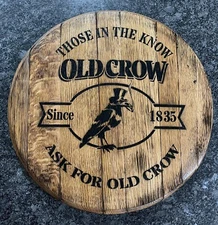 THOSE IN THE KNOW
OLD CROW
Since 1835
ASK FOR OLD CROW